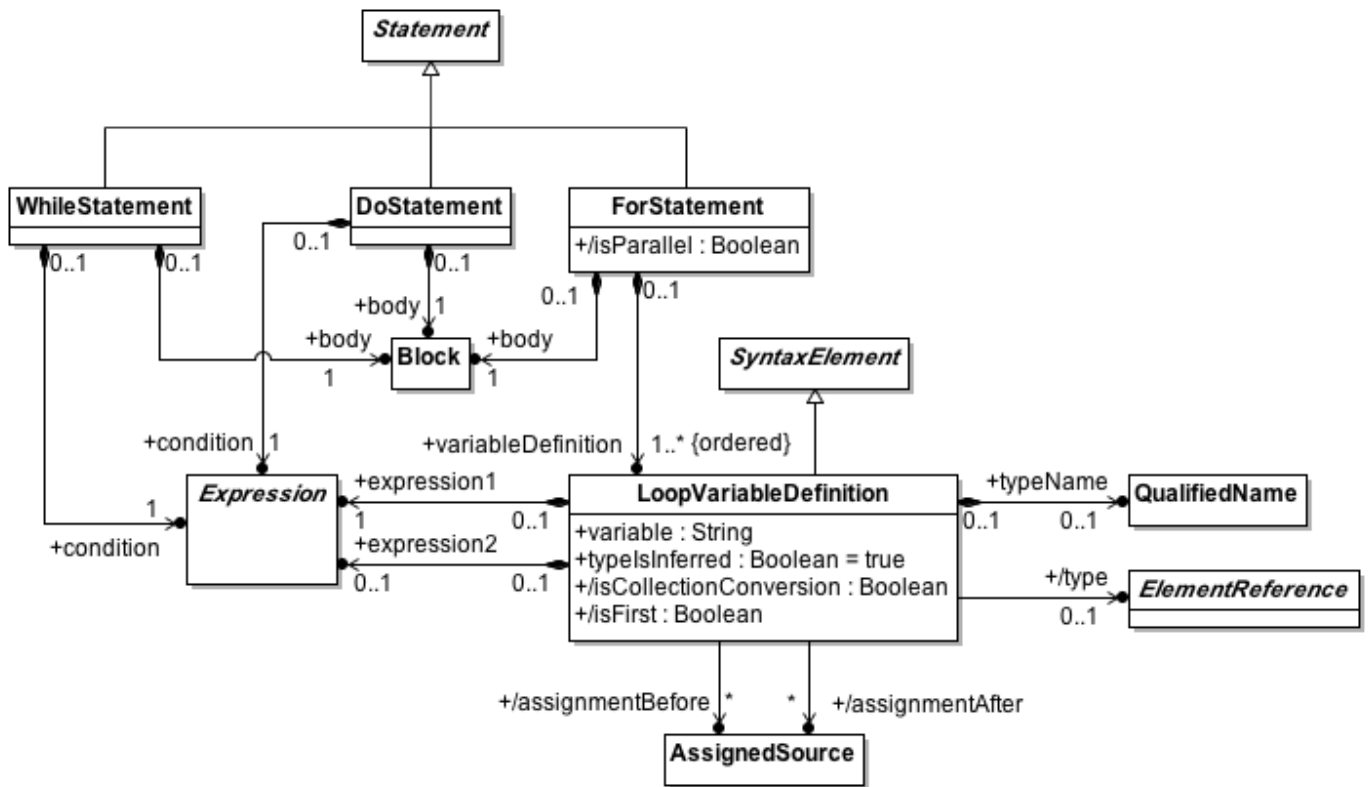 Statement
WhileStatement
DoStatement
ForStatement
+/isParallel : Boolean
0..1
0..1
0..1
0..1
0..1
0..1
+body
1
+body
1
Block
+body
1
SyntaxElement
+condition
1
+variableDefinition
1..* {ordered}
Expression
1
+condition
+expression1
1
0..1
+expression2
0..1
0..1
LoopVariableDefinition
+variable : String
+typeIsInferred : Boolean = true
+/isCollectionConversion : Boolean
+/isFirst : Boolean
+typeName
0..1
0..1
QualifiedName
+/type
0..1
ElementReference
+/assignmentBefore
*
*
+/assignmentAfter
AssignedSource